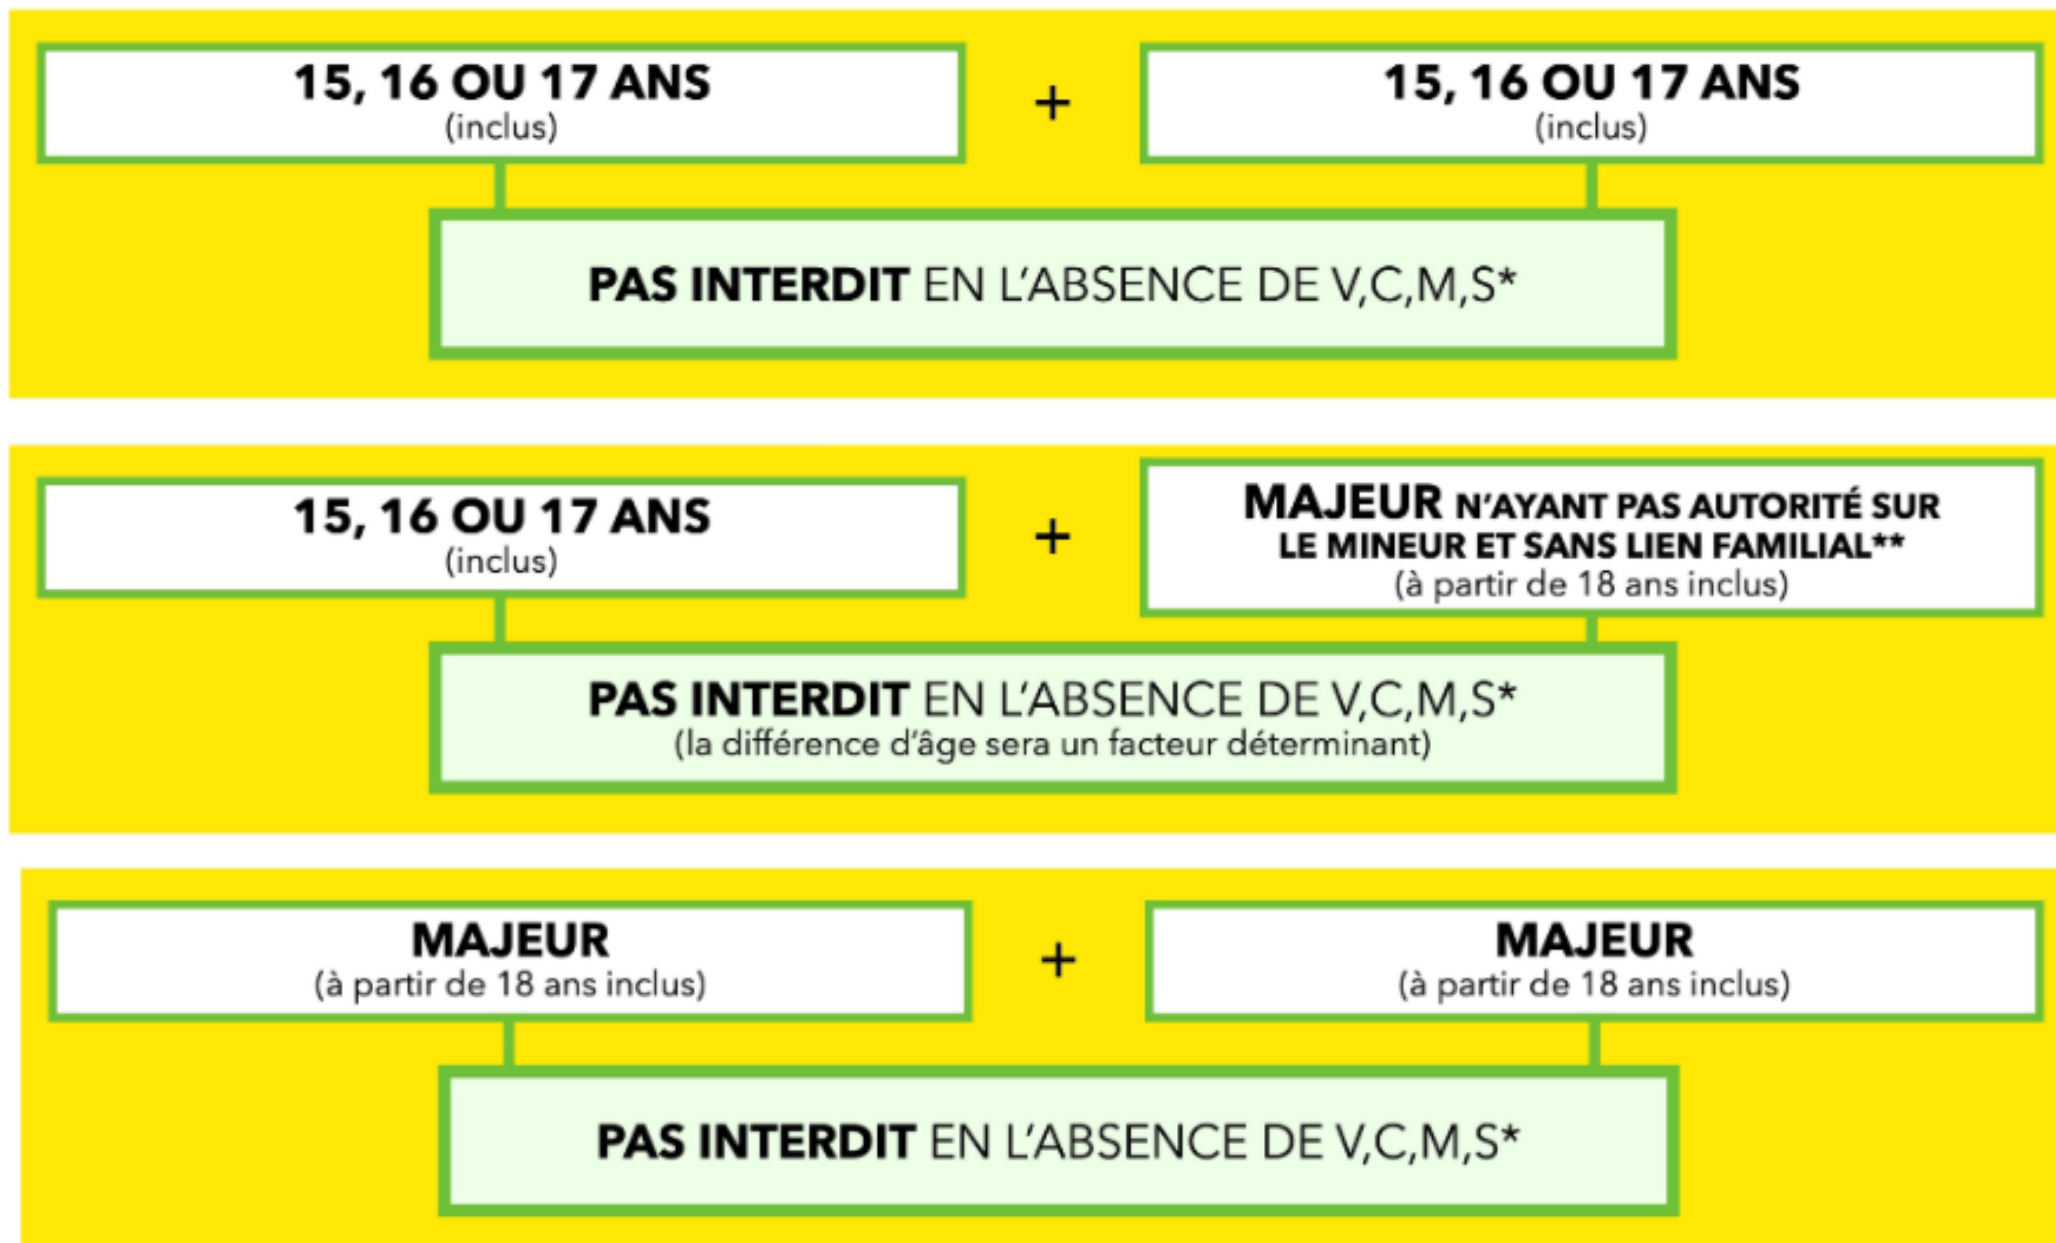 15, 16 OU 17 ANS
(inclus)
+
15, 16 OU 17 ANS
(inclus)
PAS INTERDIT EN L'ABSENCE DE V,C,M,S*
15, 16 OU 17 ANS
(inclus)
+
MAJEUR N'AYANT PAS AUTORITÉ SUR
LE MINEUR ET SANS LIEN FAMILIAL**
(à partir de 18 ans inclus)
PAS INTERDIT EN L'ABSENCE DE V,C,M,S*
(la différence d'âge sera un facteur déterminant)
MAJEUR
(à partir de 18 ans inclus)
+
MAJEUR
(à partir de 18 ans inclus)
PAS INTERDIT EN L'ABSENCE DE V,C,M,S*